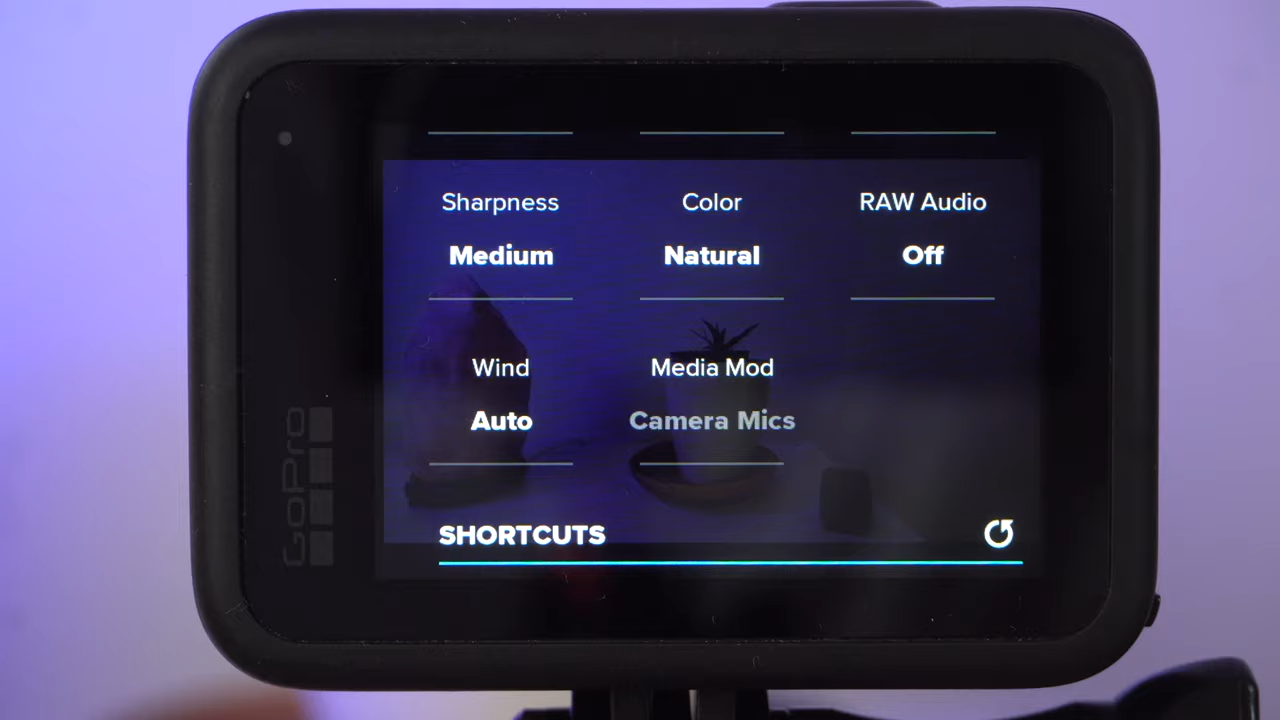 Sharpness Color RAW Audio
Medium Natural Off
Wind Media Mod
Auto Camera Mics
SHORTCUTS
GoPro